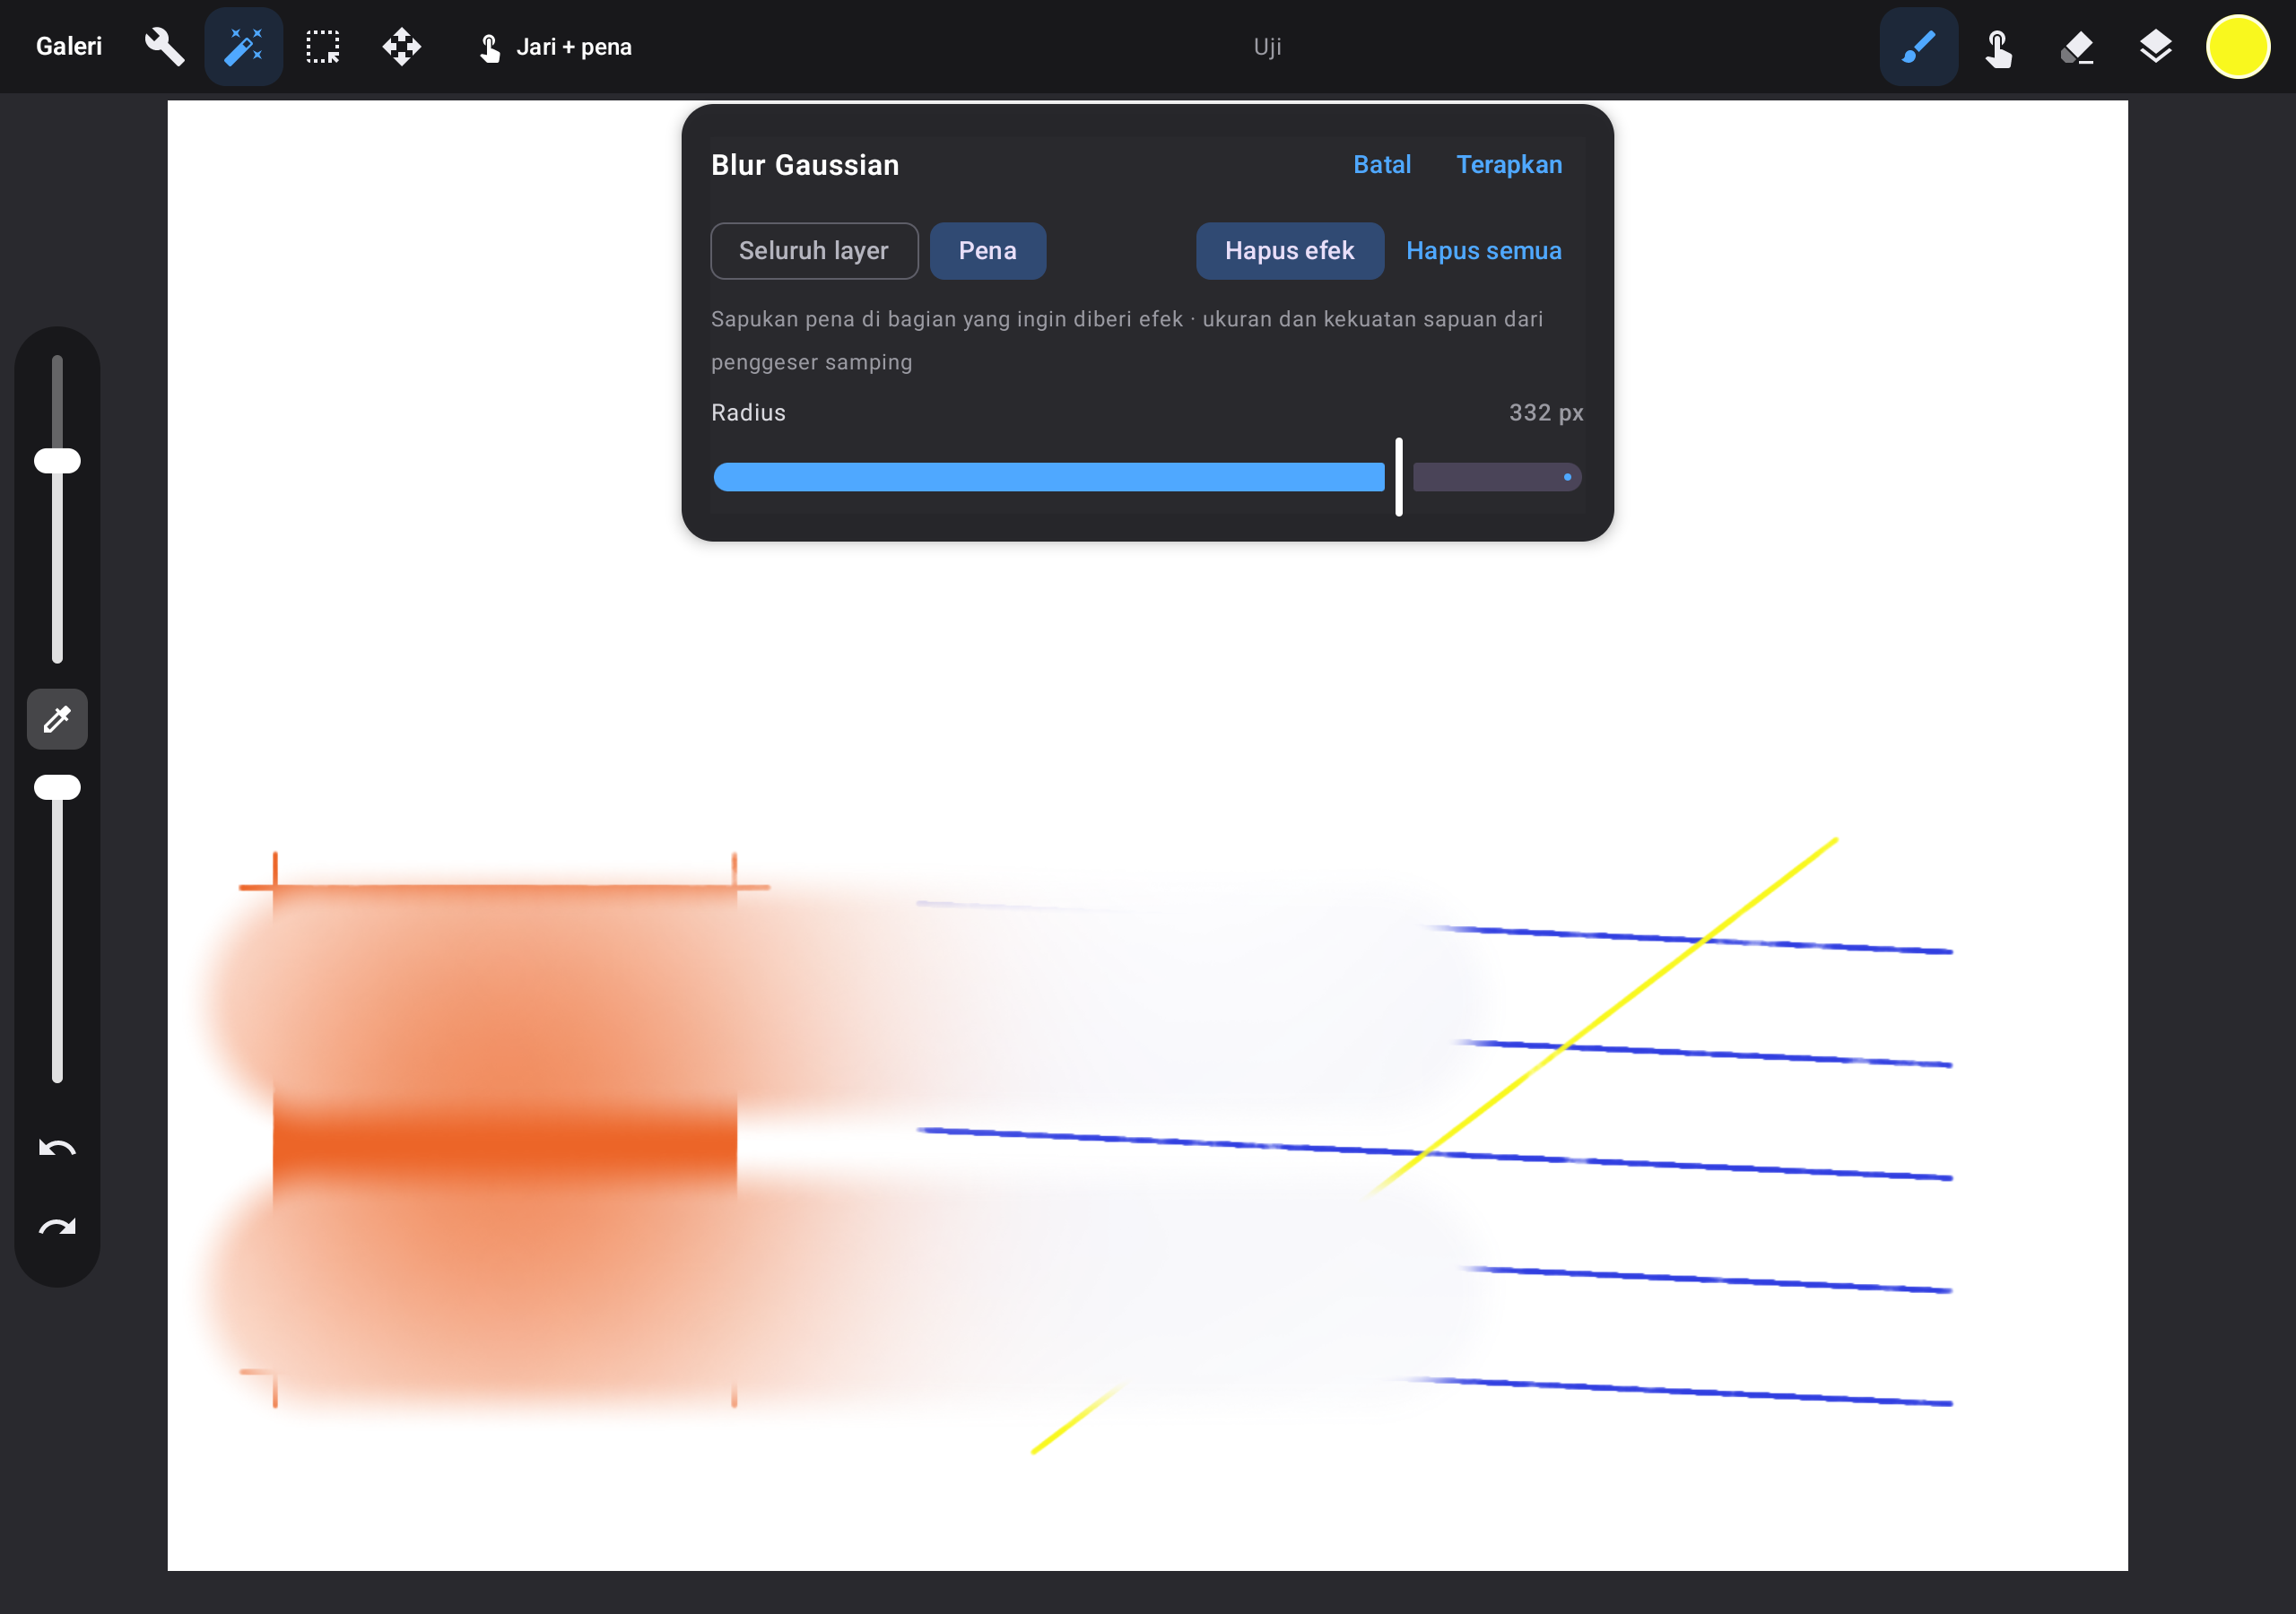 Galeri
Jari + pena
Uji
Blur Gaussian
Batal
Terapkan
Seluruh layer
Pena
Hapus efek
Hapus semua
Sapukan pena di bagian yang ingin diberi efek · ukuran dan kekuatan sapuan dari
penggeser samping
Radius
332 px